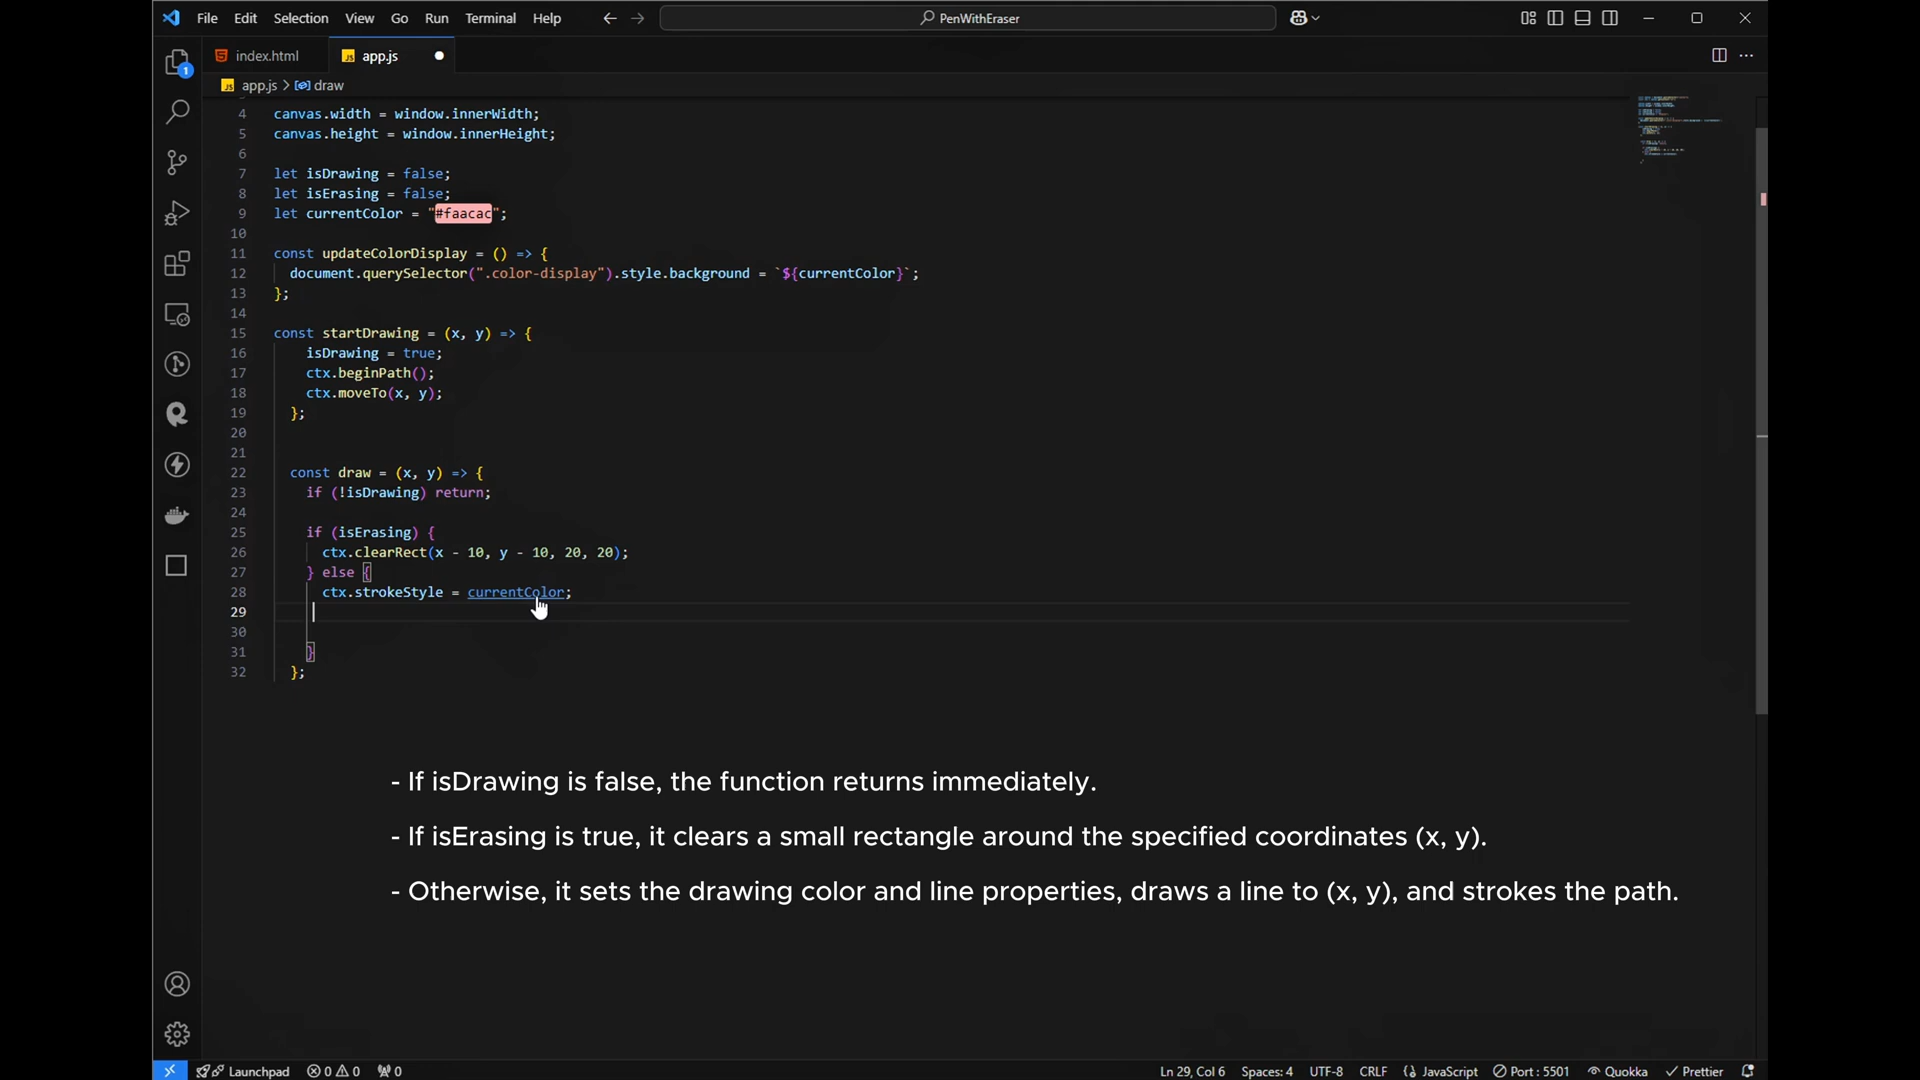 File Edit Selection View Go Run Terminal Help PenWithEraser
index.html app.js
1
app.js > draw
4 canvas.width = window.innerWidth;
5 canvas.height = window.innerHeight;
6
7 let isDrawing = false;
8 let isErasing = false;
9 let currentColor = "#faacac";
10
11 const updateColorDisplay = () => {
12 document.querySelector(".color-display").style.background = `${currentColor}`;
13 };
14
15 const startDrawing = (x, y) => {
16 isDrawing = true;
17 ctx.beginPath();
18 ctx.moveTo(x, y);
19 };
20
21
22 const draw = (x, y) => {
23 if (!isDrawing) return;
24
25 if (isErasing) {
26 ctx.clearRect(x - 10, y - 10, 20, 20);
27 } else {
28 ctx.strokeStyle = currentColor;
29
30
31 }
32 };
- If isDrawing is false, the function returns immediately.
- If isErasing is true, it clears a small rectangle around the specified coordinates (x, y).
- Otherwise, it sets the drawing color and line properties, draws a line to (x, y), and strokes the path.
Launchpad 0 0 0 Ln 29, Col 6 Spaces: 4 UTF-8 CRLF JavaScript Port : 5501 Quokka Prettier